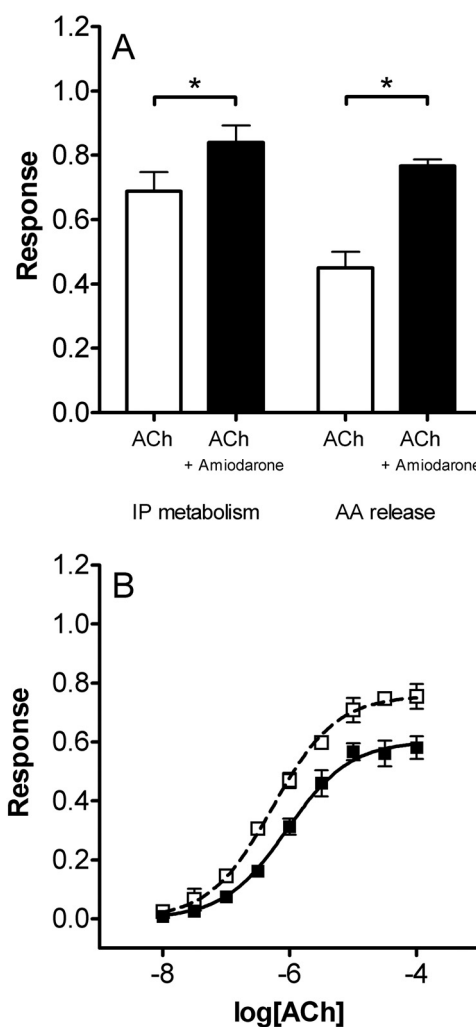 A
* *
Response
1.2
1.0
0.8
0.6
0.4
0.2
0.0
ACh ACh ACh ACh
+ Amiodarone + Amiodarone
IP metabolism AA release
B
Response
1.2
1.0
0.8
0.6
0.4
0.2
0.0
-8 -6 -4
log[ACh]